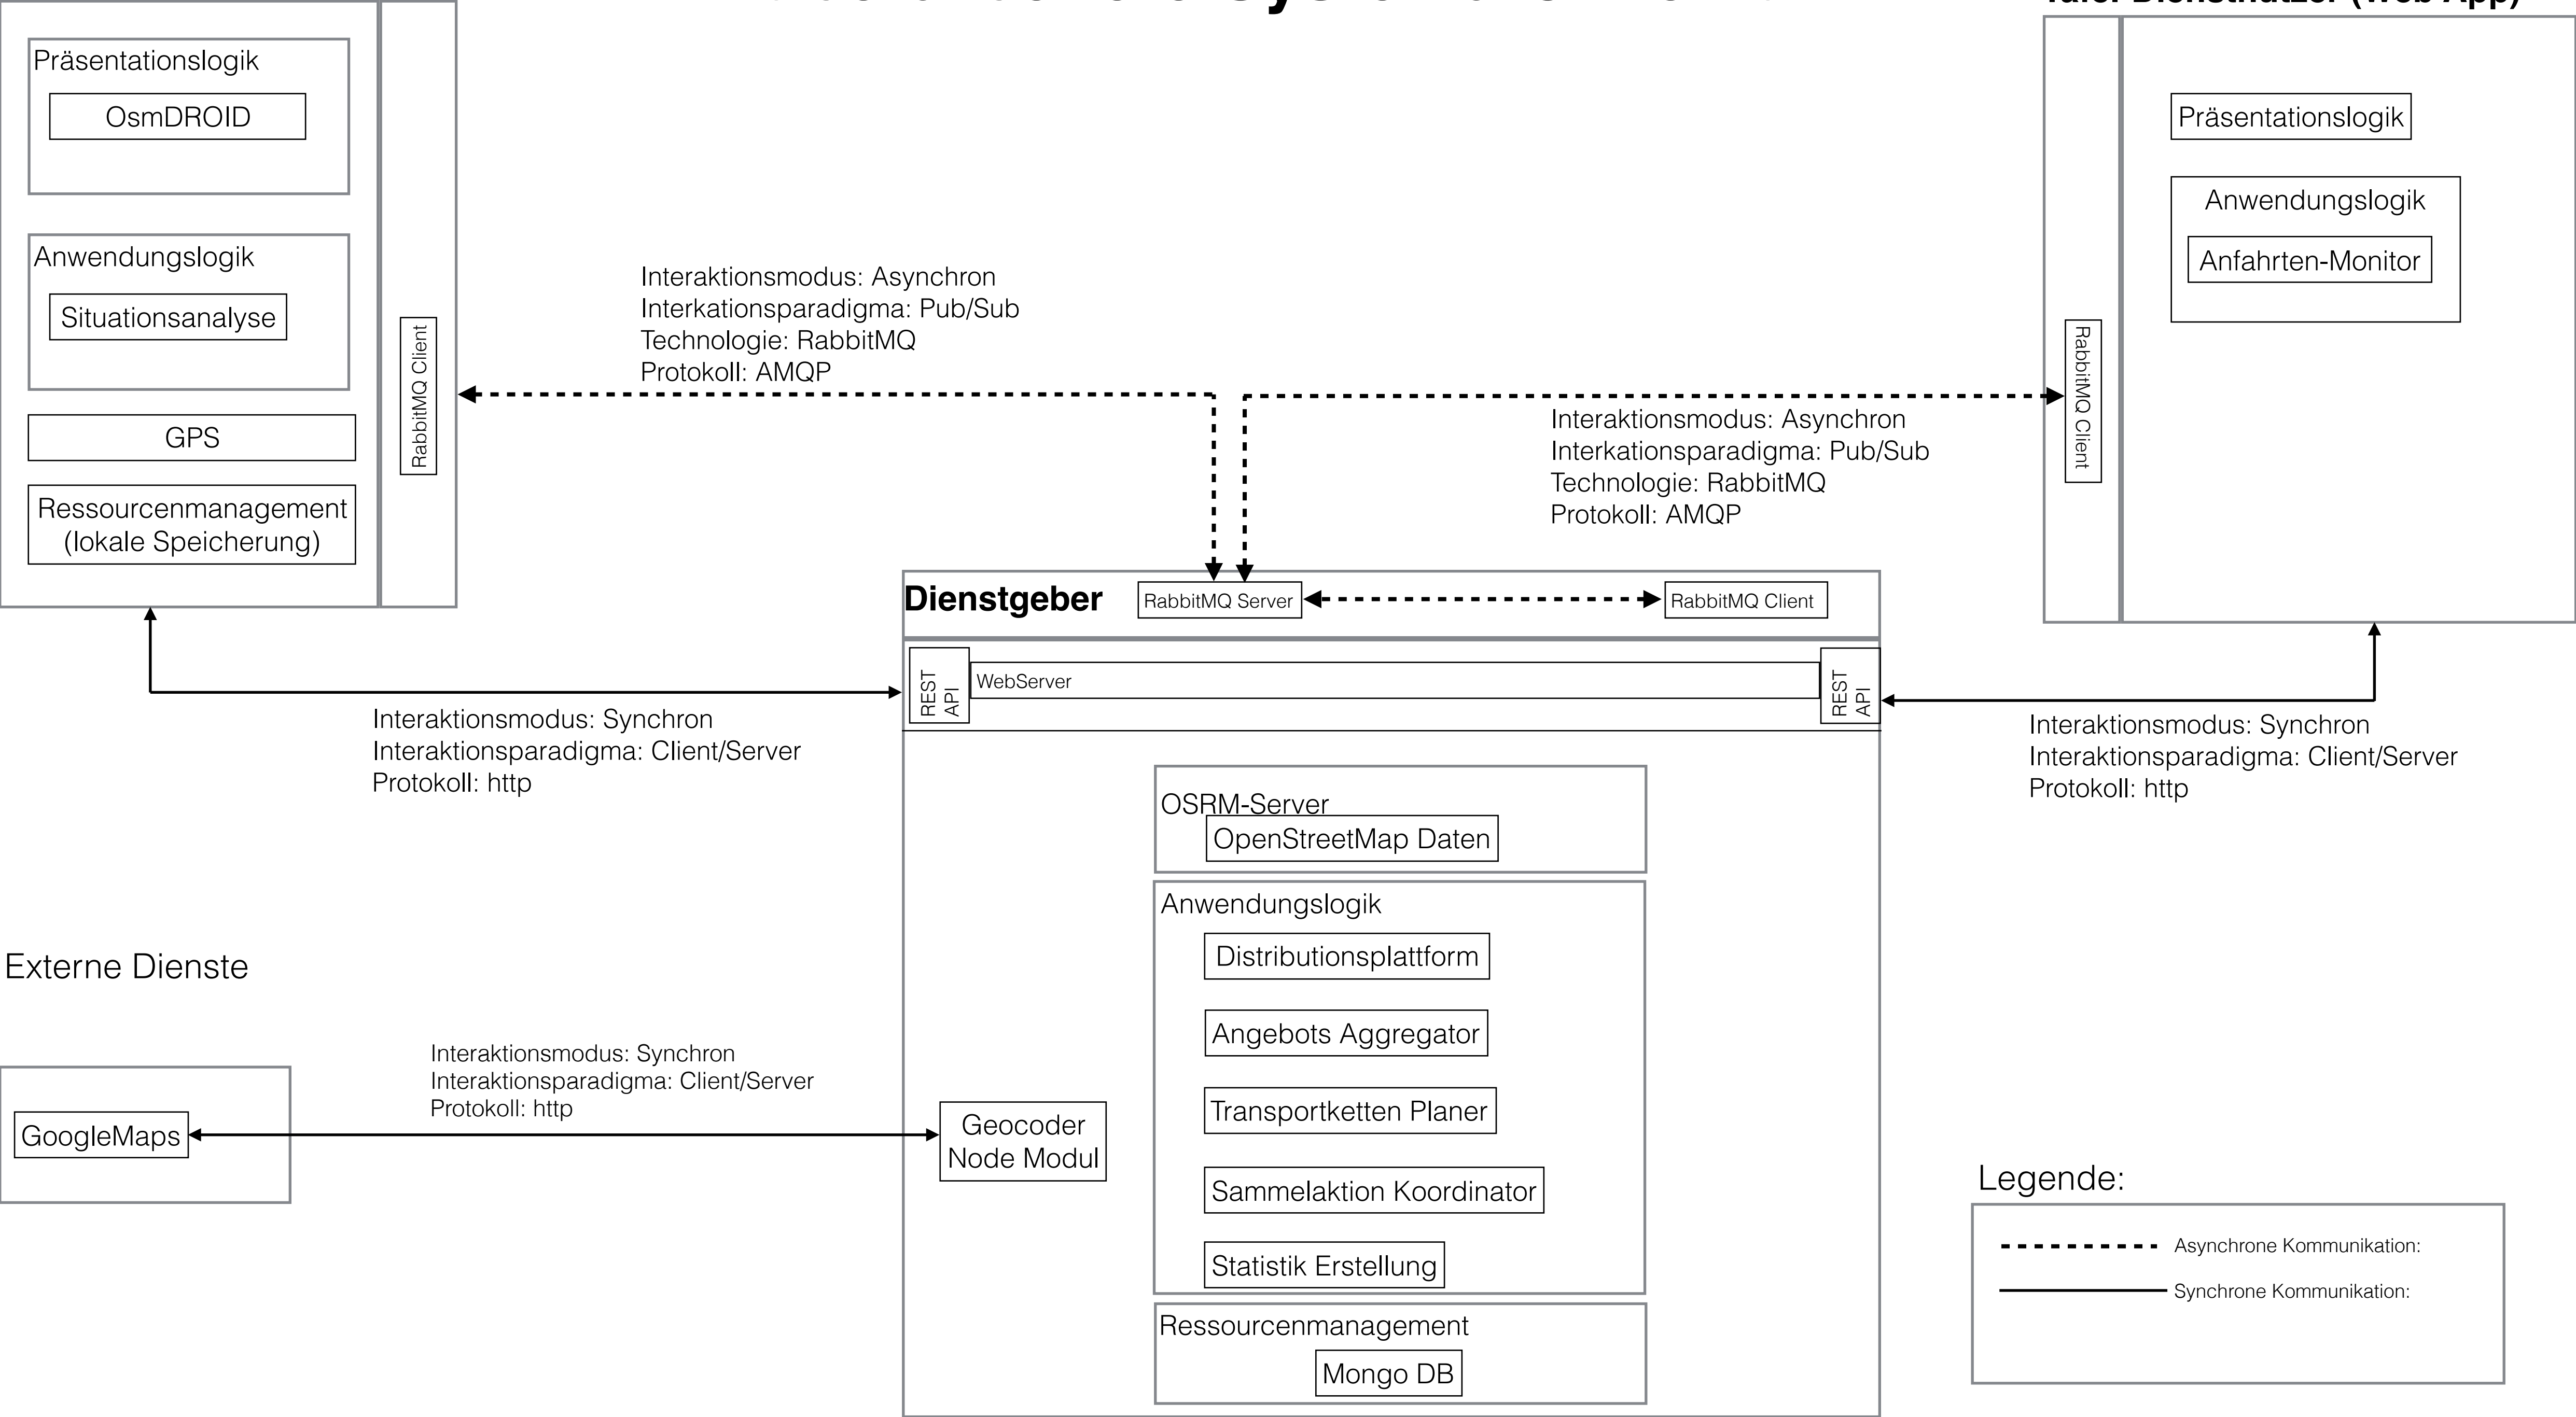 Präsentationslogik
OsmDROID
Anwendungslogik
Situationsanalyse
GPS
Ressourcenmanagement
(lokale Speicherung)
RabbitMQ Client
Interaktionsmodus: Asynchron
Interkationsparadigma: Pub/Sub
Technologie: RabbitMQ
Protokoll: AMQP
Interaktionsmodus: Asynchron
Interkationsparadigma: Pub/Sub
Technologie: RabbitMQ
Protokoll: AMQP
Tafel Dienstnutzer (Web App)
RabbitMQ Client
Präsentationslogik
Anwendungslogik
Anfahrten-Monitor
Dienstgeber
RabbitMQ Server
RabbitMQ Client
REST
API
WebServer
REST
API
Interaktionsmodus: Synchron
Interaktionsparadigma: Client/Server
Protokoll: http
Interaktionsmodus: Synchron
Interaktionsparadigma: Client/Server
Protokoll: http
OSRM-Server
OpenStreetMap Daten
Anwendungslogik
Distributionsplattform
Angebots Aggregator
Transportketten Planer
Sammelaktion Koordinator
Statistik Erstellung
Ressourcenmanagement
Mongo DB
Externe Dienste
GoogleMaps
Interaktionsmodus: Synchron
Interaktionsparadigma: Client/Server
Protokoll: http
Geocoder
Node Modul
Legende:
Asynchrone Kommunikation:
Synchrone Kommunikation: